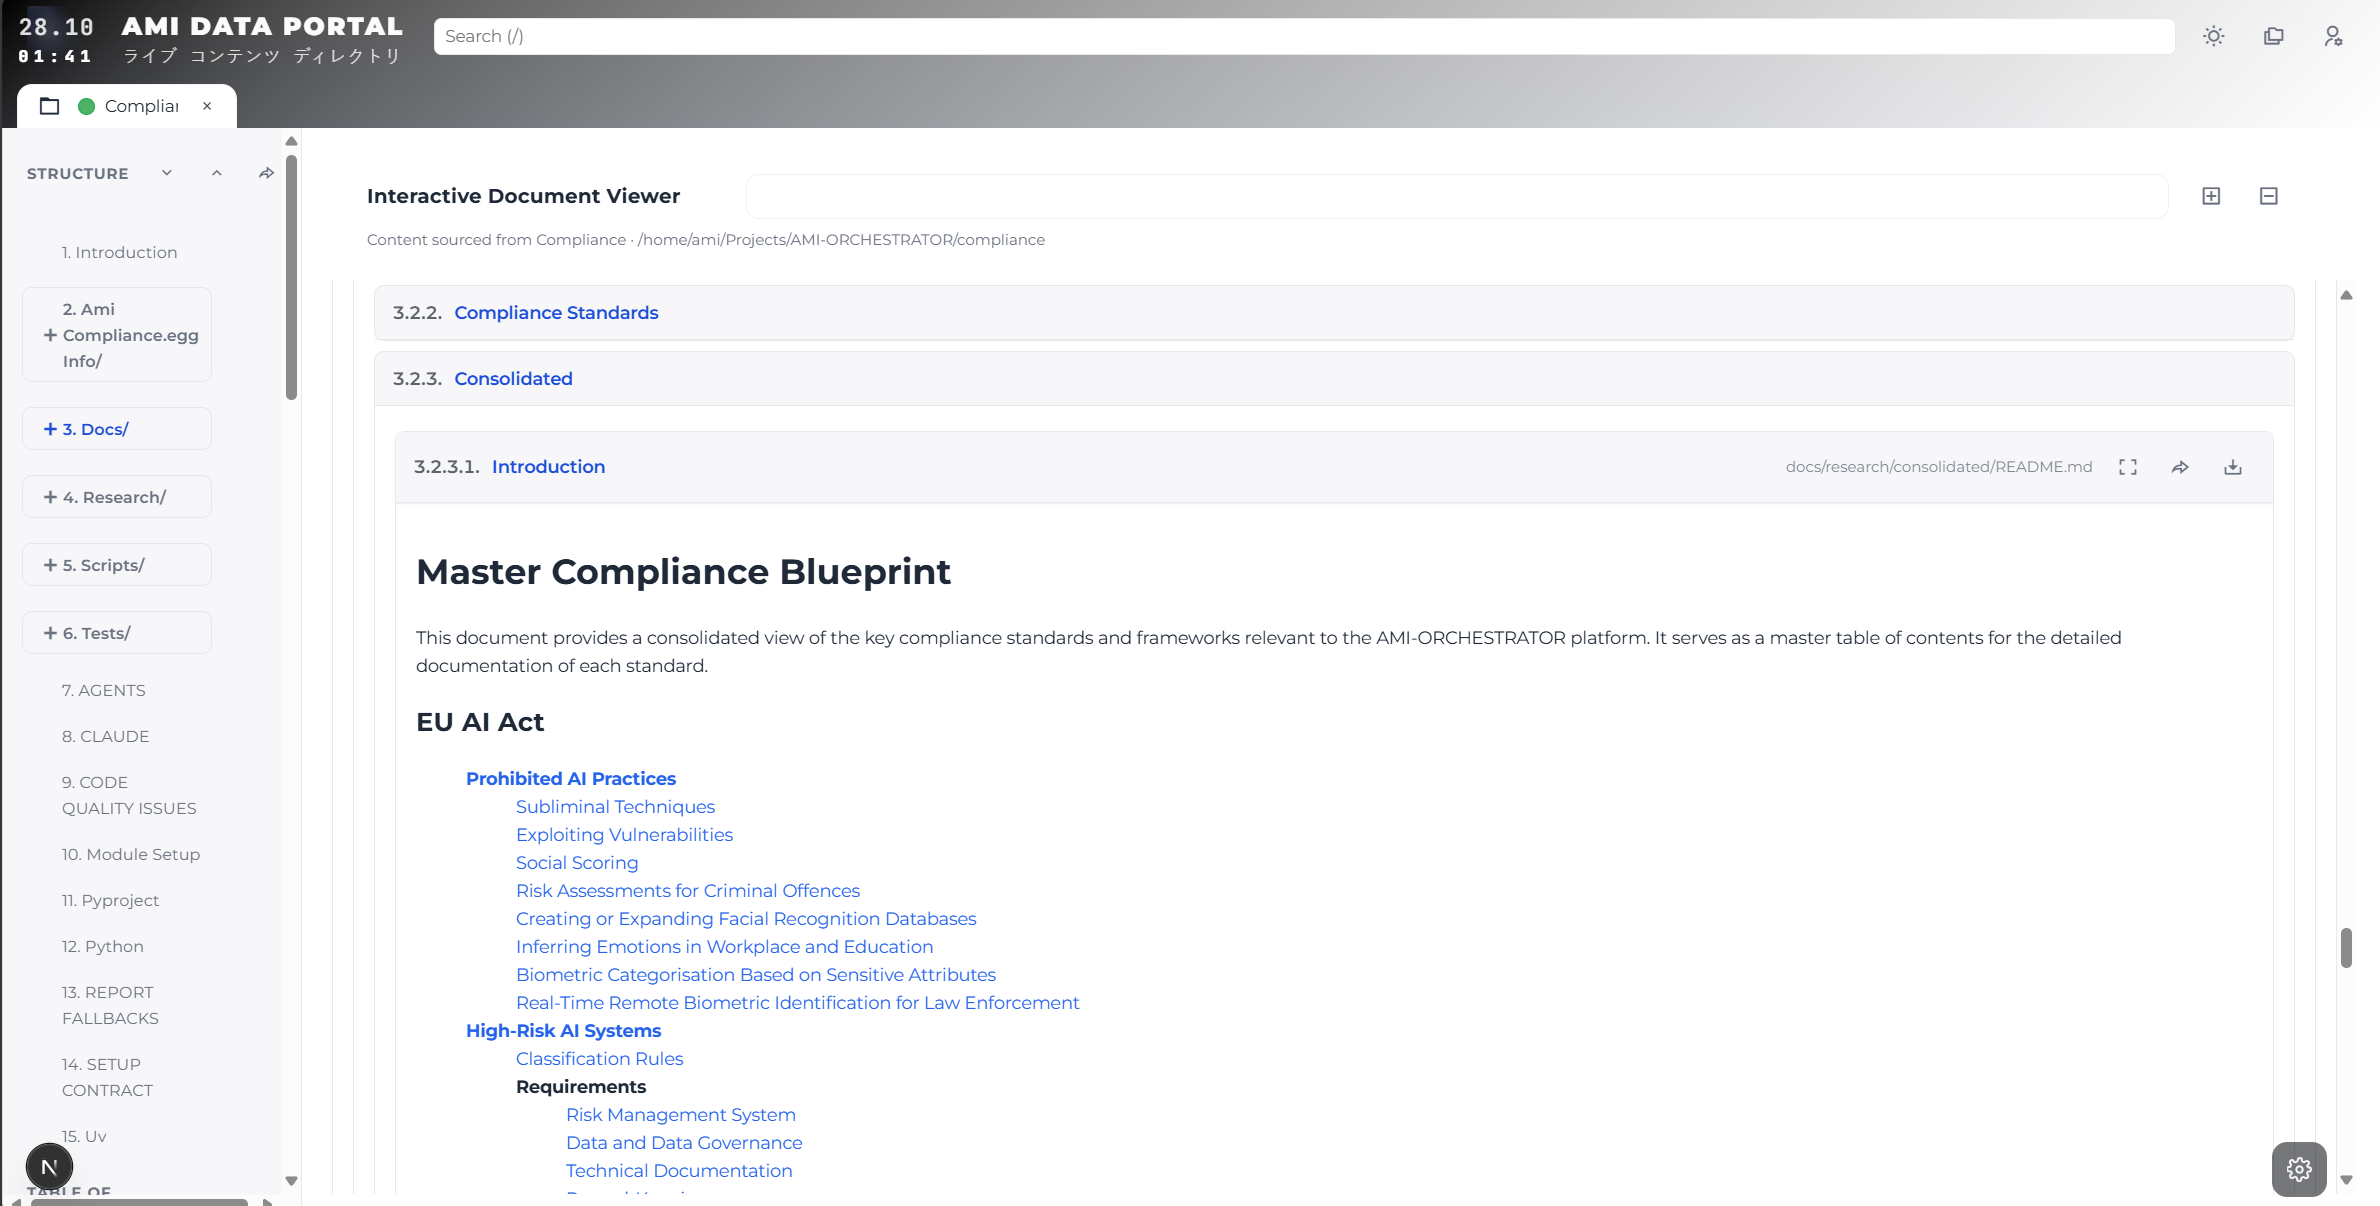 28.10
01:41
AMI DATA PORTAL
ライブ コンテンツ ディレクトリ
Search (/)
Complia
STRUCTURE
1. Introduction
2. Ami
Compliance.egg
Info/
3. Docs/
4. Research/
5. Scripts/
6. Tests/
7. AGENTS
8. CLAUDE
9. CODE
QUALITY ISSUES
10. Module Setup
11. Pyproject
12. Python
13. REPORT
FALLBACKS
14. SETUP
CONTRACT
15. Uv
N
TABLE OF
Interactive Document Viewer
Content sourced from Compliance · /home/ami/Projects/AMI-ORCHESTRATOR/compliance
3.2.2. Compliance Standards
3.2.3. Consolidated
3.2.3.1. Introduction
docs/research/consolidated/README.md
Master Compliance Blueprint
This document provides a consolidated view of the key compliance standards and frameworks relevant to the AMI-ORCHESTRATOR platform. It serves as a master table of contents for the detailed
documentation of each standard.
EU AI Act
Prohibited AI Practices
Subliminal Techniques
Exploiting Vulnerabilities
Social Scoring
Risk Assessments for Criminal Offences
Creating or Expanding Facial Recognition Databases
Inferring Emotions in Workplace and Education
Biometric Categorisation Based on Sensitive Attributes
Real-Time Remote Biometric Identification for Law Enforcement
High-Risk AI Systems
Classification Rules
Requirements
Risk Management System
Data and Data Governance
Technical Documentation